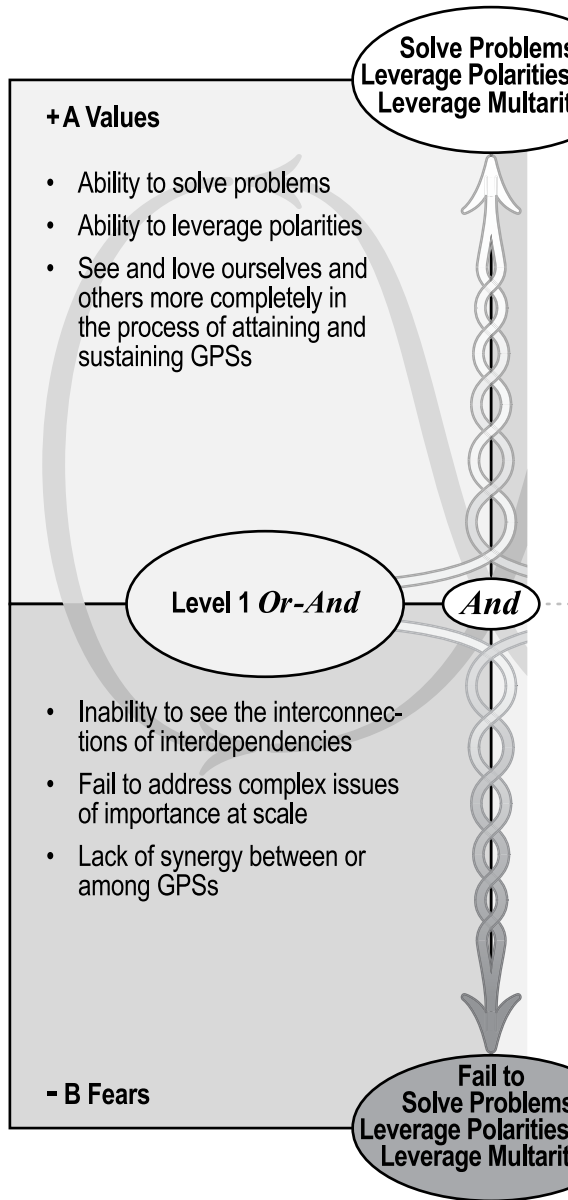 Solve Problems
Leverage Polarities
Leverage
+A Values
• Ability to solve problems
• Ability to leverage polarities
• See and love ourselves and
others more completely in
the process of attaining and
sustaining GPSs
Level 1 Or-And
And
• Inability to see the interconnec-
tions of interdependencies
• Fail to address complex issues
of importance at scale
• Lack of synergy between or
among GPSs
- B Fears
Fail to
Solve Problems
Leverage Polarities
Leverage